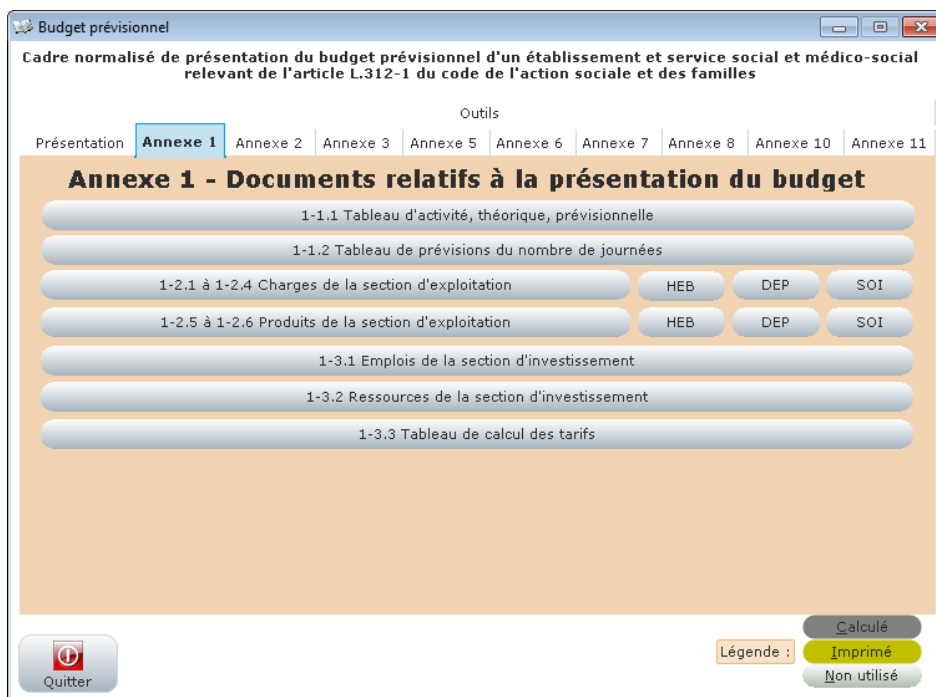 Budget prévisionnel
Cadre normalisé de présentation du budget prévisionnel d'un établissement et service social et médico-social
relevant de l'article L.312-1 du code de l'action sociale et des familles
Outils
Présentation Annexe 1 Annexe 2 Annexe 3 Annexe 5 Annexe 6 Annexe 7 Annexe 8 Annexe 10 Annexe 11
Annexe 1 - Documents relatifs à la présentation du budget
1-1.1 Tableau d'activité, théorique, prévisionnelle
1-1.2 Tableau de prévisions du nombre de journées
1-2.1 à 1-2.4 Charges de la section d'exploitation HEB DEP SOI
1-2.5 à 1-2.6 Produits de la section d'exploitation HEB DEP SOI
1-3.1 Emplois de la section d'investissement
1-3.2 Ressources de la section d'investissement
1-3.3 Tableau de calcul des tarifs
Calculé
Légende : Imprimé
Quitter Non utilisé